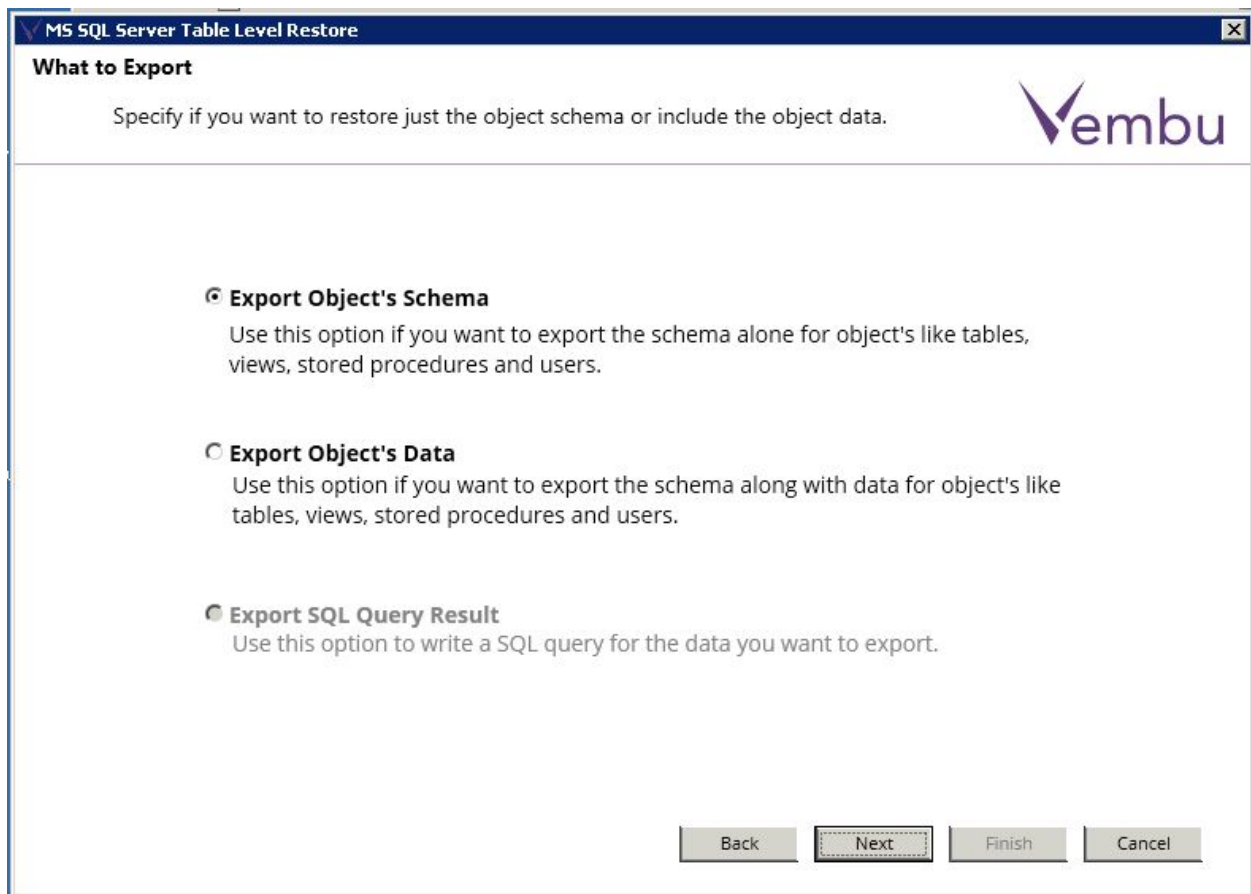 MS SQL Server Table Level Restore
What to Export
Specify if you want to restore just the object schema or include the object data.
Vembu
Export Object's Schema
Use this option if you want to export the schema alone for object's like tables,
views, stored procedures and users.
Export Object's Data
Use this option if you want to export the schema along with data for object's like
tables, views, stored procedures and users.
Export SQL Query Result
Use this option to write a SQL query for the data you want to export.
Back Next Finish Cancel